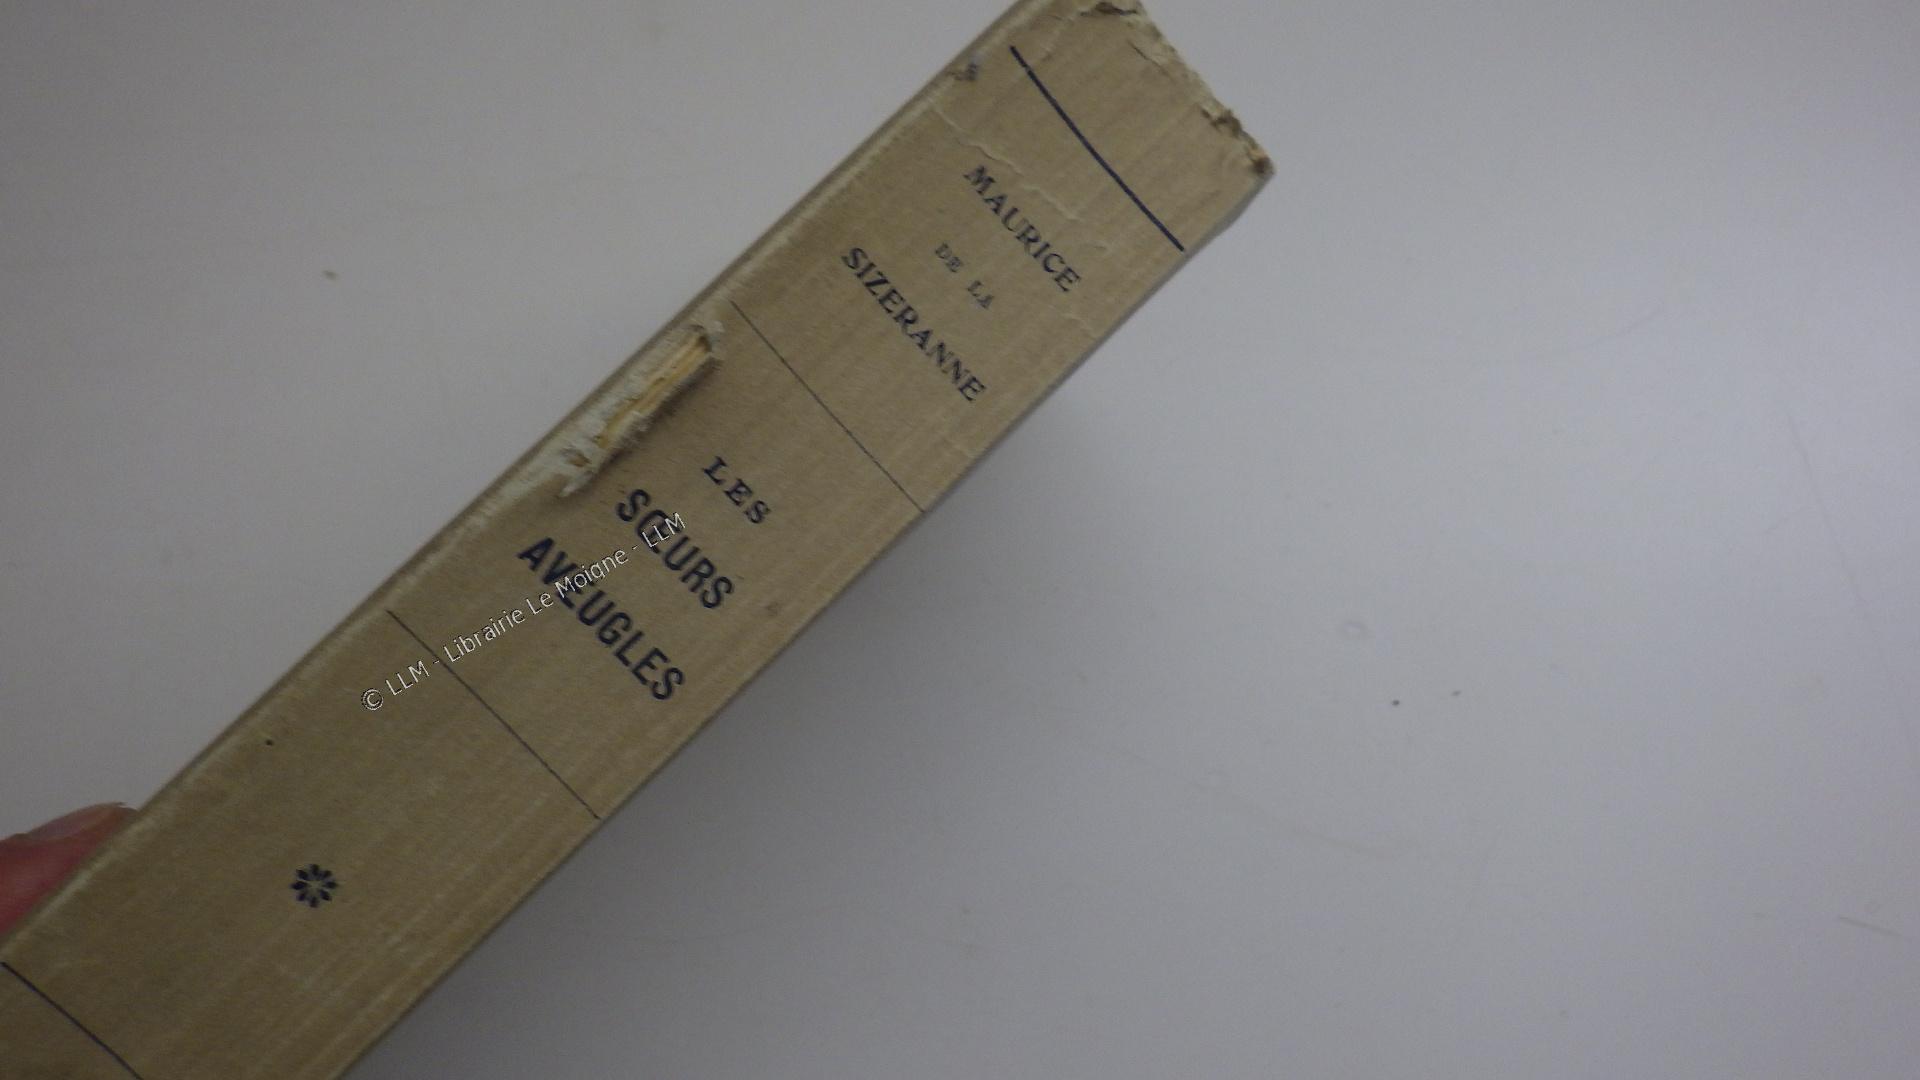 MAURICE
DE LA
SIZERANNE
LES
SŒURS
AVEUGLES
© LLM - Librairie Le Moigne - LLM